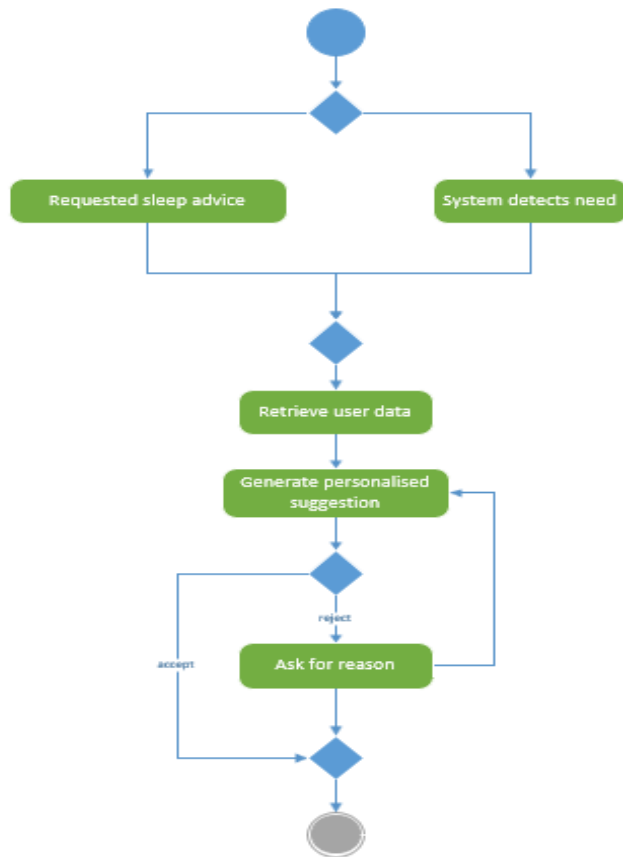 Requested sleep advice
System detects need
Retrieve user data
Generate personalised
suggestion
reject
accept
Ask for reason